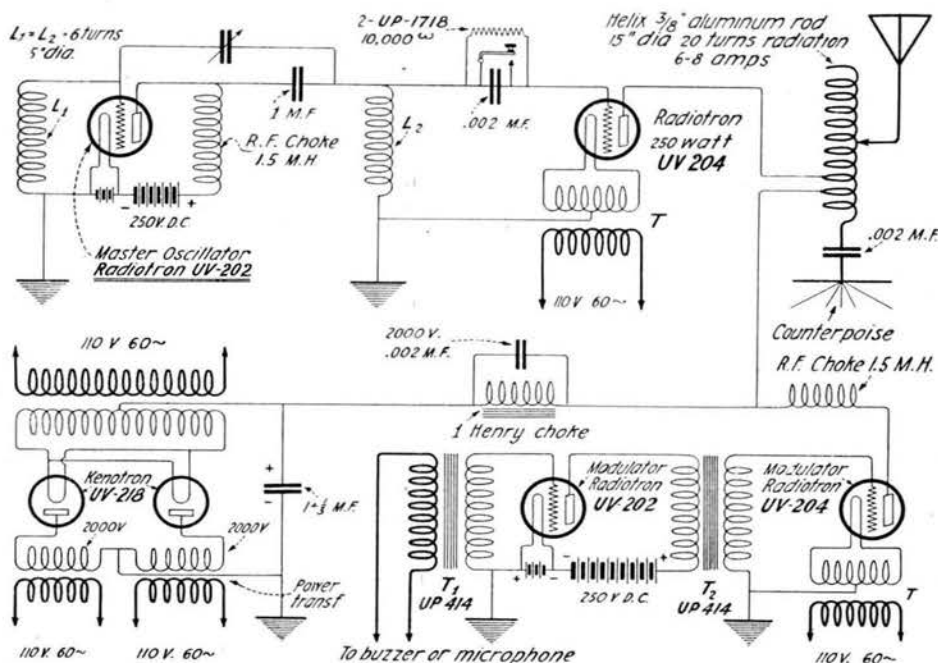 L₁ = L₂ - 6 turns
5" dia.
L₁
1 M.F.
R.F. Choke
1.5 M.H
- +
250 V. D.C.
Master Oscillator
Radiotron UV-202
2-UP-1718
10,000 ω
.002 M.F.
L₂
Radiotron
250 watt
UV 204
T
110 V 60~
Helix 3/8" aluminum rod
15" dia 20 turns radiation
6-8 amps
.002 M.F.
Counterpoise
R.F. Choke 1.5 M.H.
110 V 60~
Kenotron
UV-218
2000V
2000V
Power
transf
110 V. 60~
110 V. 60~
+
-
M.F.
2000 V.
.002 M.F.
1 Henry choke
T₁
UP 414
To buzzer or microphone
Modulator
Radiotron
UV-202
+ - - +
250 V D.C.
T₂
UP 414
Modulator
Radiotron
UV-204
T
110 V. 60~